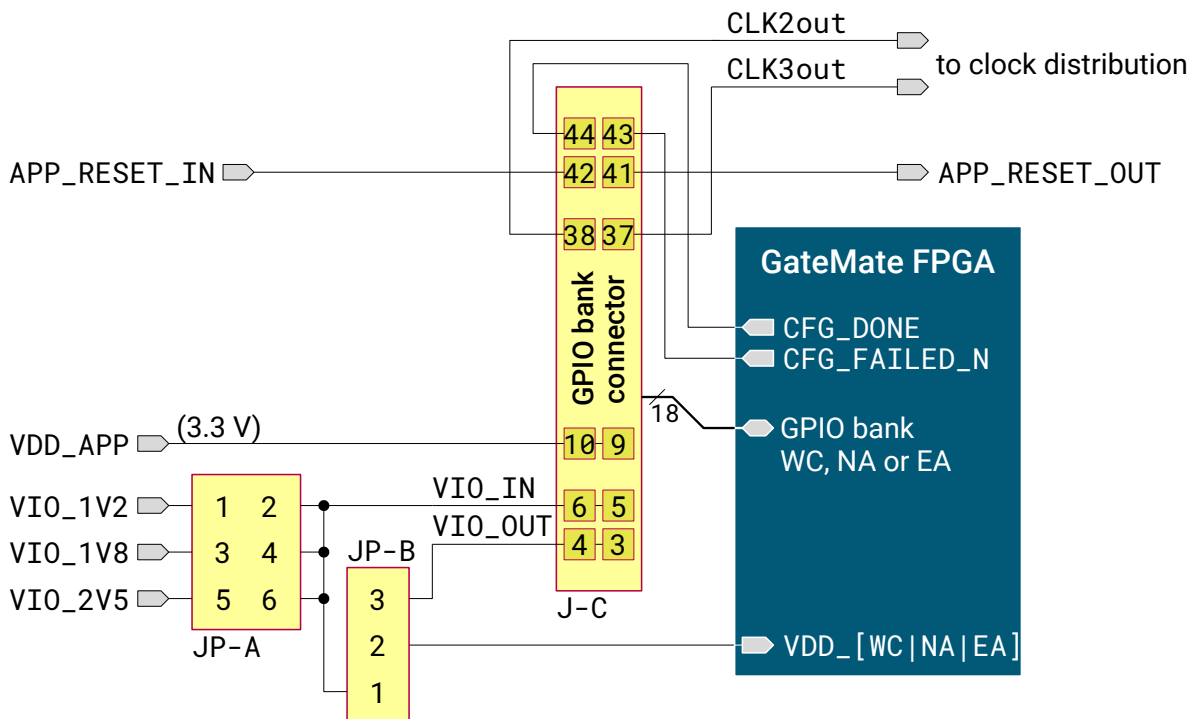 CLK2out
to clock distribution
CLK3out
44 43
APP_RESET_IN
42 41
APP_RESET_OUT
38 37
GateMate FPGA
GPIO bank
connector
CFG_DONE
CFG_FAILED_N
18
GPIO bank
WC, NA or EA
VDD_APP
(3.3 V)
10 9
VIO_1V2
1 2
VIO_IN
6 5
VIO_OUT
4 3
VIO_1V8
3 4
JP-B
VIO_2V5
5 6
3
J-C
JP-A
2
VDD_[WC|NA|EA]
1